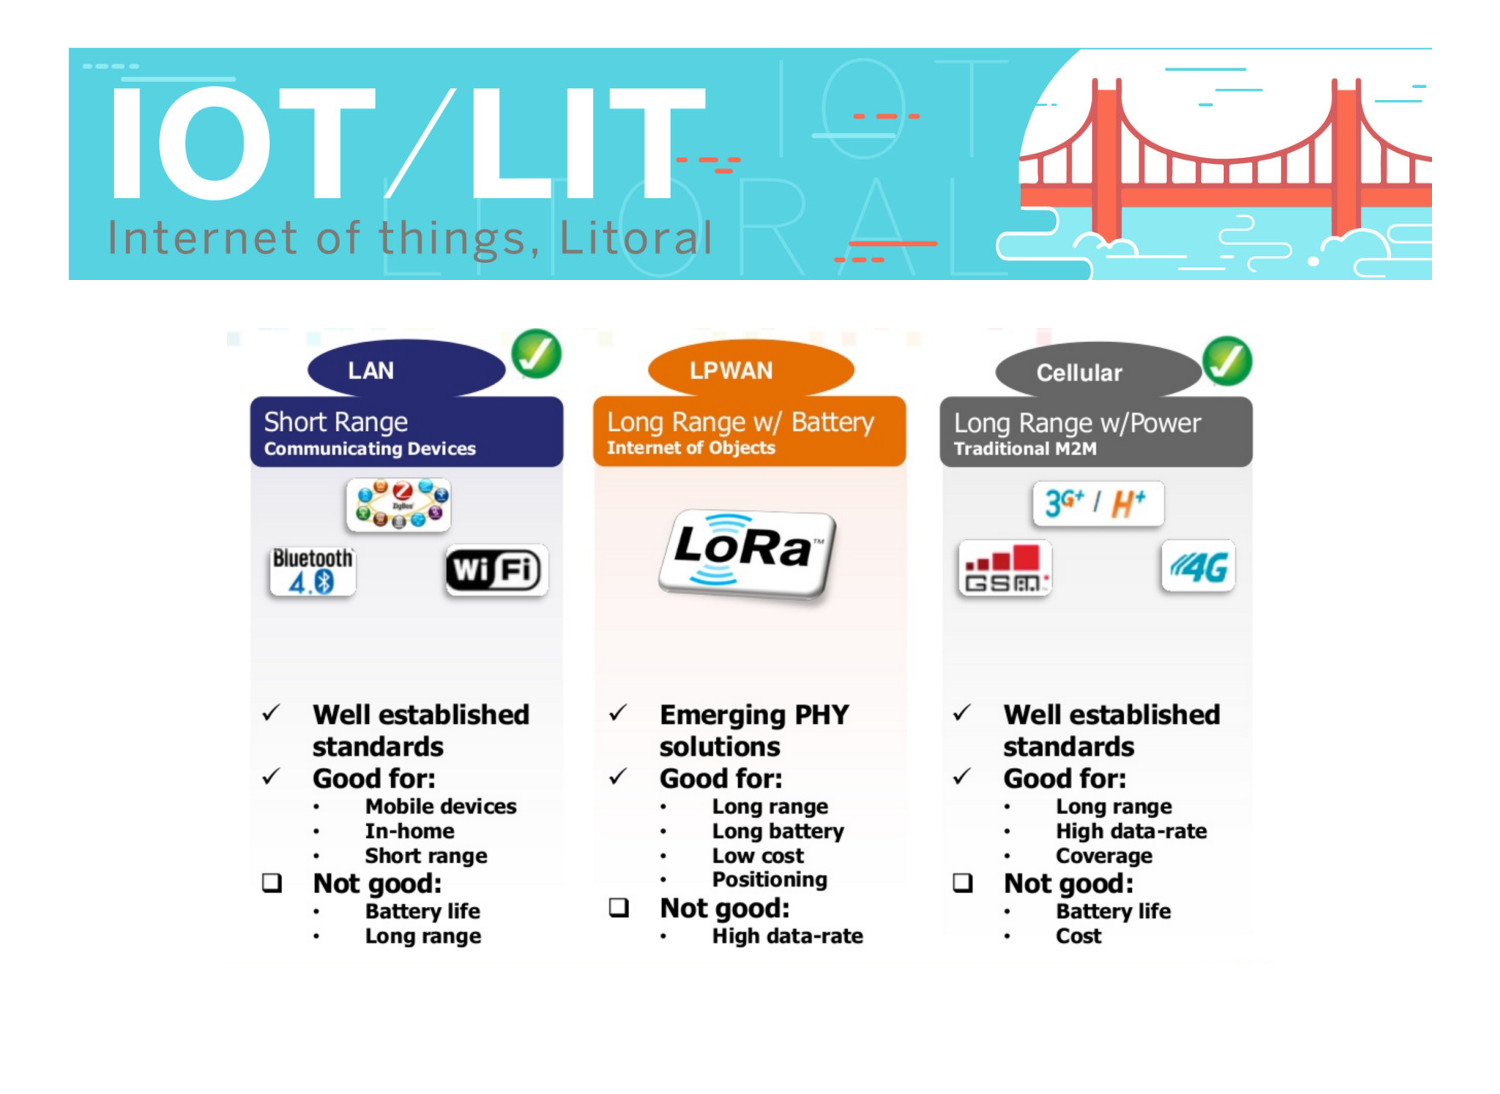 IOT/LIT
IOT
LITORAL
Internet of things, Litoral
LAN
Short Range
Communicating Devices
ZigBee
Bluetooth
4.0
WiFi
✓ Well established
standards
✓ Good for:
• Mobile devices
• In-home
• Short range
❑ Not good:
• Battery life
• Long range
LPWAN
Long Range w/ Battery
Internet of Objects
LoRa™
✓ Emerging PHY
solutions
✓ Good for:
• Long range
• Long battery
• Low cost
• Positioning
❑ Not good:
• High data-rate
Cellular
Long Range w/Power
Traditional M2M
3G+ / H+
GSM
4G
✓ Well established
standards
✓ Good for:
• Long range
• High data-rate
• Coverage
❑ Not good:
• Battery life
• Cost